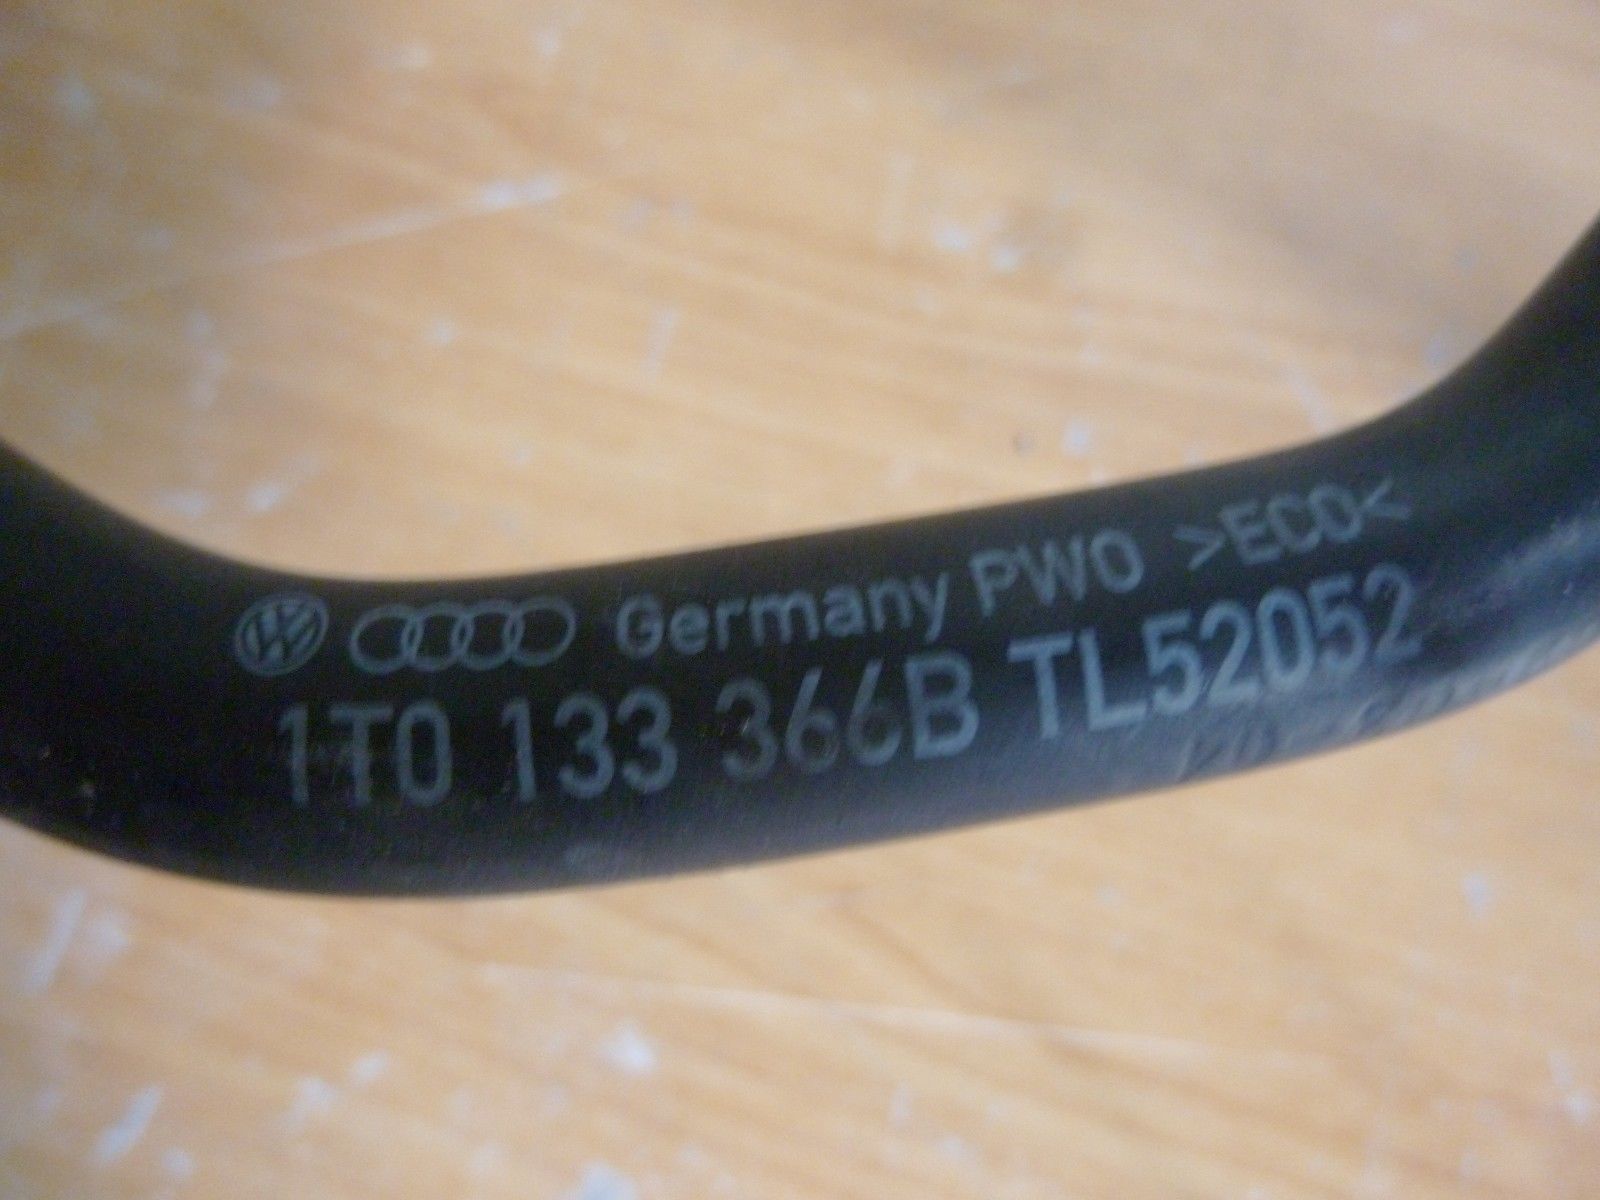 Germany PWO >ECO<
1T0 133 366B TL52052